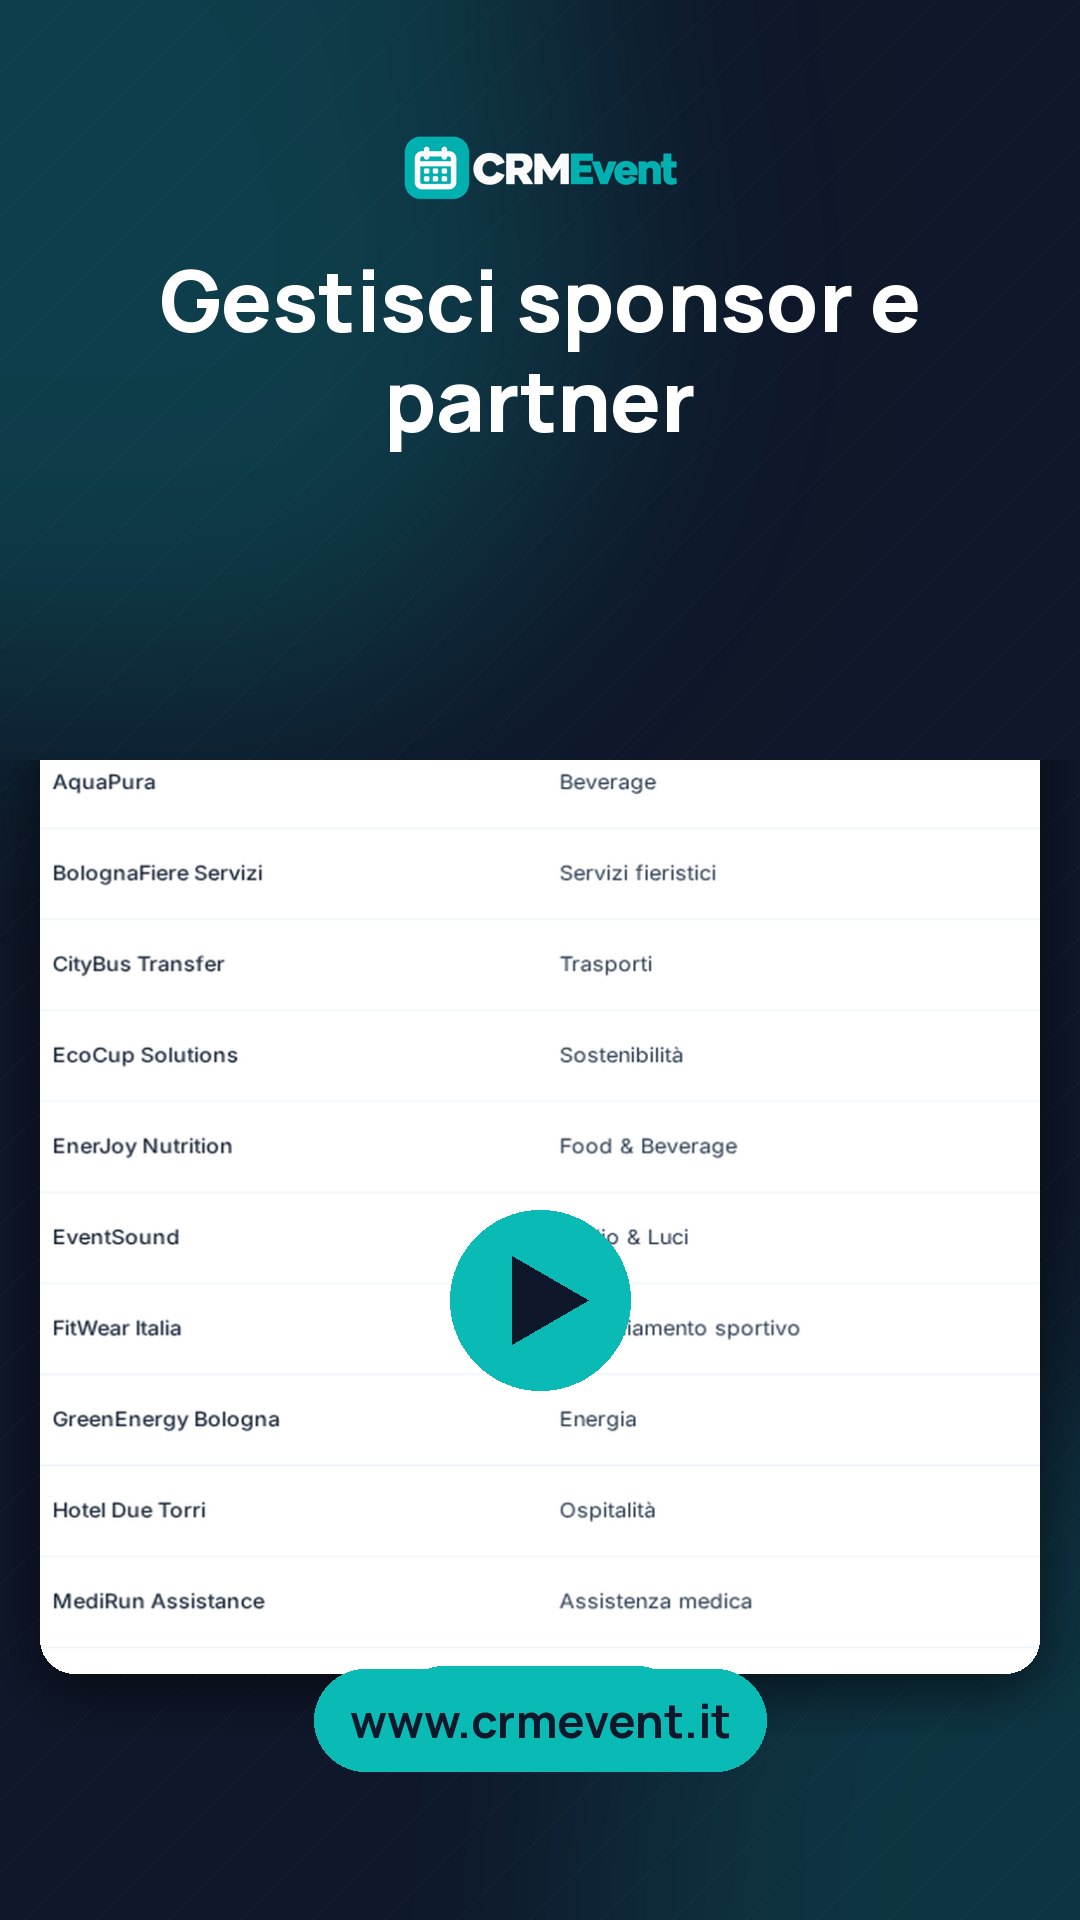 CRMEvent
Gestisci sponsor e
partner
AquaPura Beverage
BolognaFiere Servizi Servizi fieristici
CityBus Transfer Trasporti
EcoCup Solutions Sostenibilità
EnerJoy Nutrition Food & Beverage
EventSound & Luci
FitWear Italia sportivo
GreenEnergy Bologna Energia
Hotel Due Torri Ospitalità
MediRun Assistance Assistenza medica
www.crmevent.it